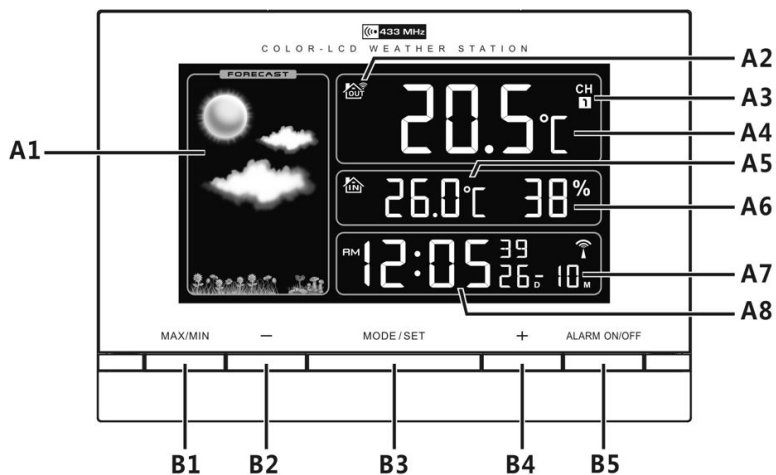 433 MHz
COLOR-LCD WEATHER STATION
FORECAST
OUT
20.5°C
CH
1
IN
26.0°C 38%
AM 12:05
39
26-D 10M
MAX/MIN − MODE/SET + ALARM ON/OFF
A1
A2
A3
A4
A5
A6
A7
A8
B1 B2 B3 B4 B5